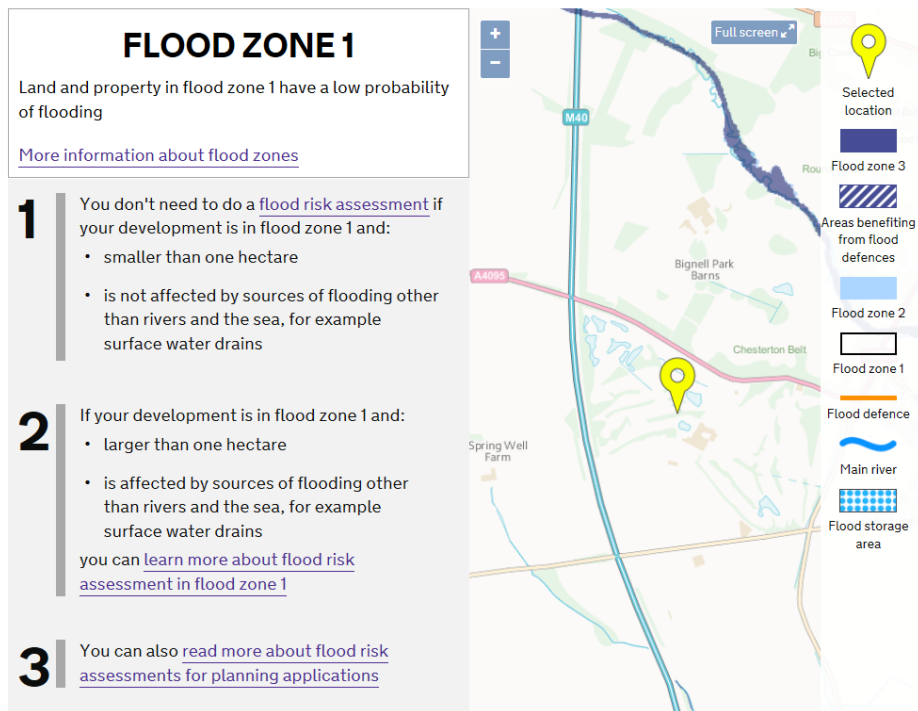 FLOOD ZONE 1
Land and property in flood zone 1 have a low probability
of flooding
More information about flood zones
1
You don't need to do a flood risk assessment if
your development is in flood zone 1 and:
• smaller than one hectare
• is not affected by sources of flooding other
than rivers and the sea, for example
surface water drains
2
If your development is in flood zone 1 and:
• larger than one hectare
• is affected by sources of flooding other
than rivers and the sea, for example
surface water drains
you can learn more about flood risk
assessment in flood zone 1
3
You can also read more about flood risk
assessments for planning applications
+
−
Full screen
M40
A4095
Bignell Park
Barns
Chesterton Belt
Spring Well
Farm
Selected
location
Flood zone 3
Areas benefiting
from flood
defences
Flood zone 2
Flood zone 1
Flood defence
Main river
Flood storage
area